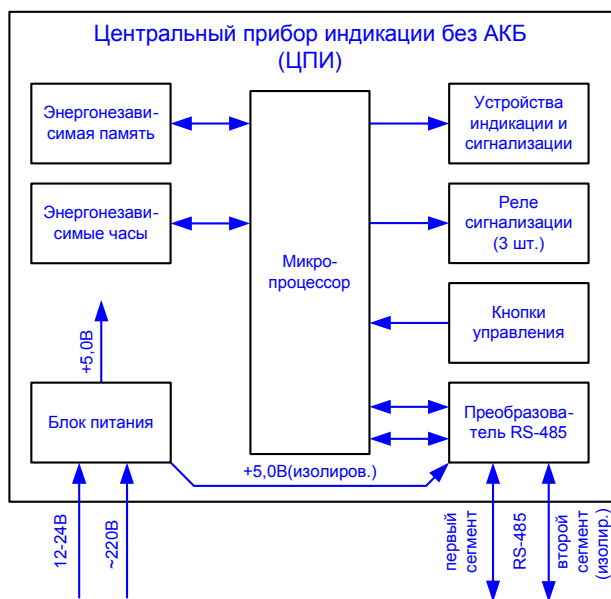 Центральный прибор индикации без АКБ
(ЦПИ)
Энергонезави-
симая память
Энергонезави-
симые часы
Микро-
процессор
Устройства
индикации и
сигнализации
Реле
сигнализации
(3 шт.)
Кнопки
управления
+5,0В
Блок питания
Преобразова-
тель RS-485
+5,0В(изолиров.)
12-24В
~220В
первый
сегмент
RS-485
второй
сегмент
(изолир.)